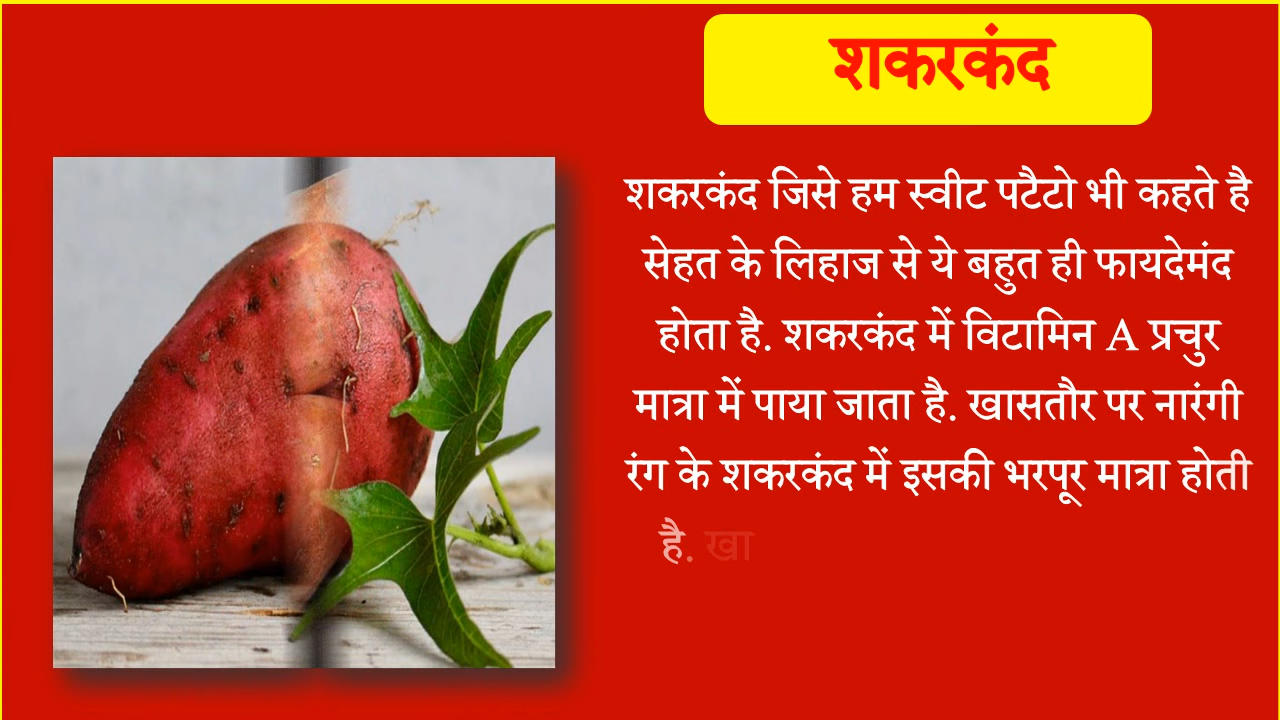 शकरकंद
शकरकंद जिसे हम स्वीट पटैटो भी कहते है
सेहत के लिहाज से ये बहुत ही फायदेमंद
होता है. शकरकंद में विटामिन A प्रचुर
मात्रा में पाया जाता है. खासतौर पर नारंगी
रंग के शकरकंद में इसकी भरपूर मात्रा होती
है. खा